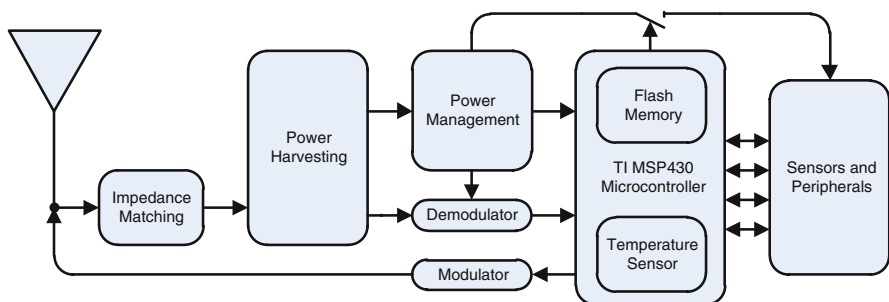 Impedance
Matching
Power
Harvesting
Power
Management
Demodulator
Modulator
Flash
Memory
TI MSP430
Microcontroller
Temperature
Sensor
Sensors and
Peripherals